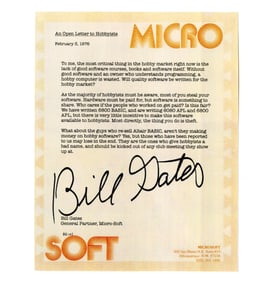 MICRO
An Open Letter to Hobbyists
February 3, 1976
To me, the most critical thing in the hobby market right now is the
lack of good software courses, books and software itself. Without
good software and an owner who understands programming, a
hobby computer is wasted. Will quality software be written for the
hobby market?
As the majority of hobbyists must be aware, most of you steal your
software. Hardware must be paid for, but software is something to
share. Who cares if the people who worked on get paid? Is this fair?
We have written 6800 BASIC, and are writing 8080 APL and 6800
APL, but there is very little incentive to make this software
available to hobbyists. Most directly, the thing you do is theft.
What about the guys who re-sell Altair BASIC, aren't they making
money on hobby software? Yes, but those who have been reported
to us may lose in the end. They are the ones who give hobbyists a
bad name, and should be kicked out of any club meeting they show
up at.
Bill Gates
Bill Gates
General Partner, Micro-Soft
SOFT
MICROSOFT